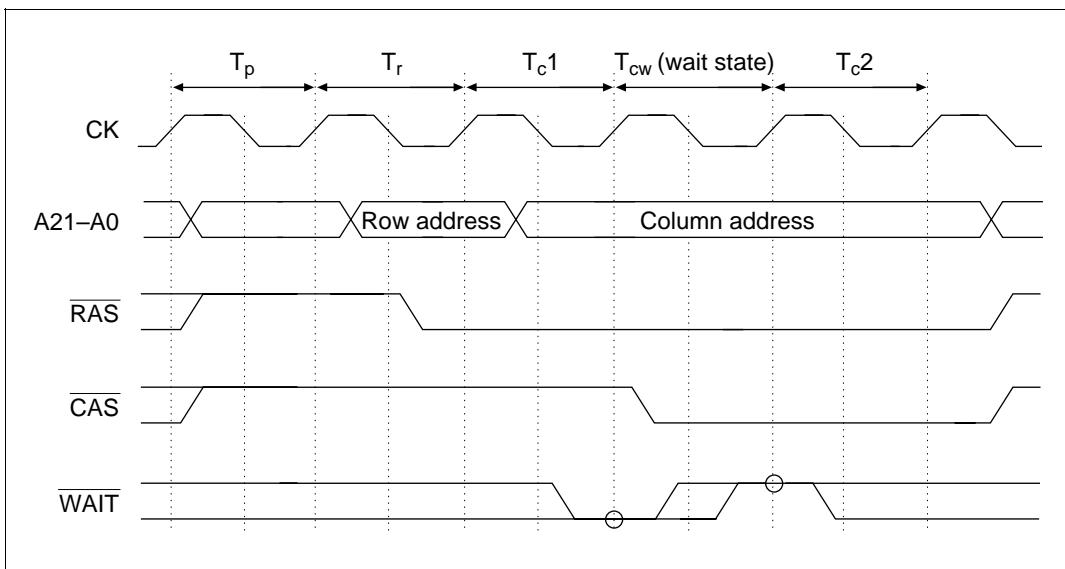 Tp Tr Tc1 Tcw (wait state) Tc2
CK
A21–A0 Row address Column address
RAS
CAS
WAIT